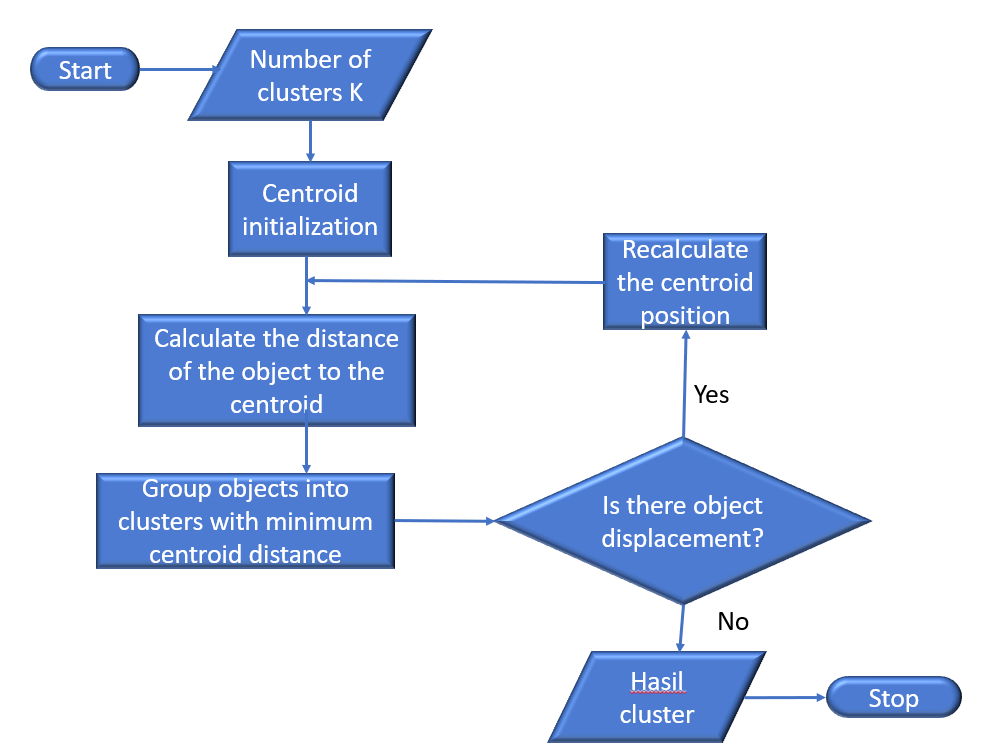 Start
Number of
clusters K
Centroid
initialization
Recalculate
the centroid
position
Calculate the distance
of the object to the
centroid
Yes
Group objects into
clusters with minimum
centroid distance
Is there object
displacement?
No
Hasil
cluster
Stop